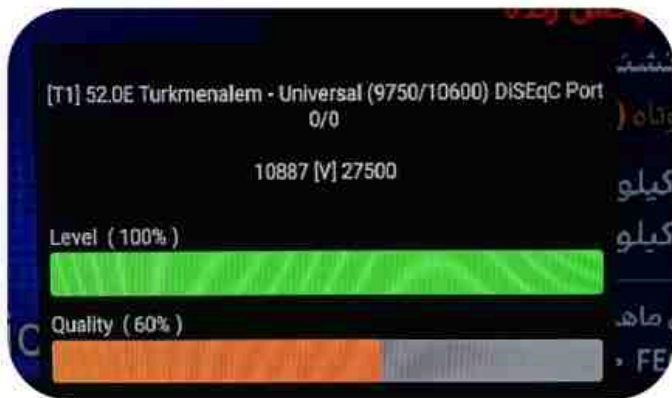 زنده
[T1] 52.0E Turkmenalem - Universal (9750/10600) DiSEqC Port
0/0
10887 [V] 27500
کیلو
کیلو
Level ( 100% )
Quality ( 60% )
FE